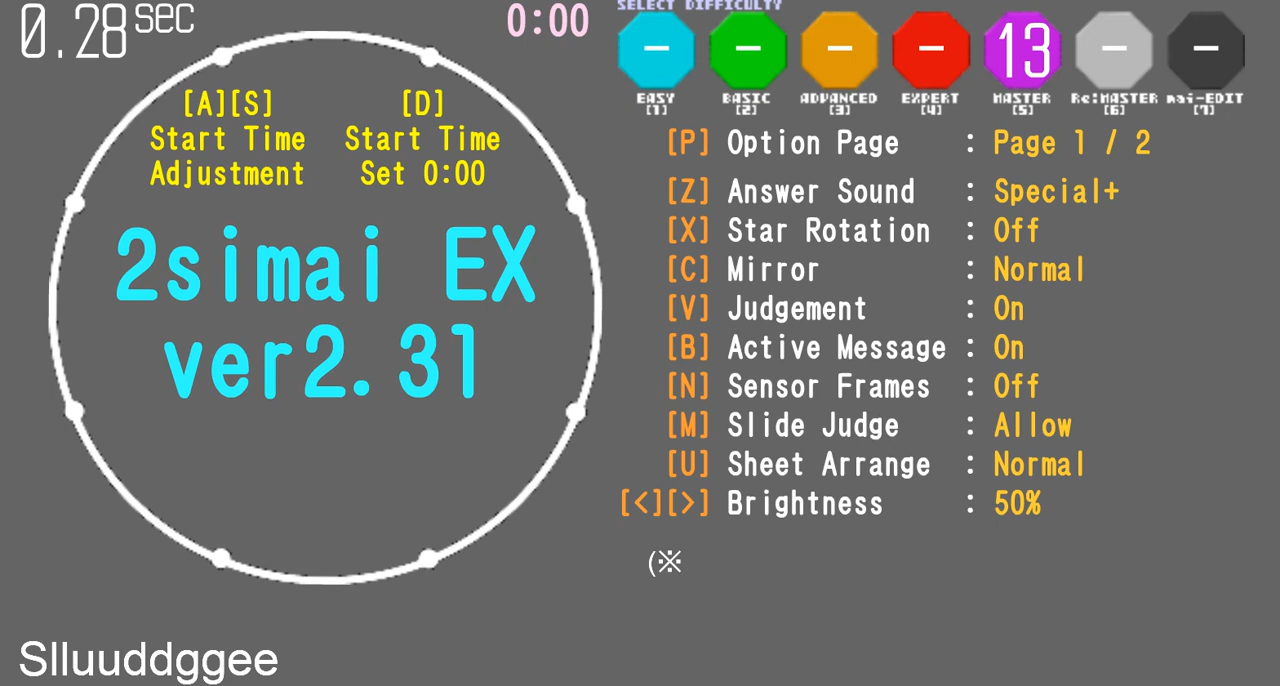 0.28sec
0:00
SELECT DIFFICULTY
- - - - 13 - -
EASY BASIC ADVANCED EXPERT MASTER Re:MASTER mai-EDIT
[1] [2] [3] [4] [5] [6] [7]
[A][S] [D]
Start Time Start Time
Adjustment Set 0:00
2simai EX
ver2.31
[P] Option Page : Page 1 / 2
[Z] Answer Sound : Special+
[X] Star Rotation : Off
[C] Mirror : Normal
[V] Judgement : On
[B] Active Message : On
[N] Sensor Frames : Off
[M] Slide Judge : Allow
[U] Sheet Arrange : Normal
[<][>] Brightness : 50%
(※
Slluuddggee